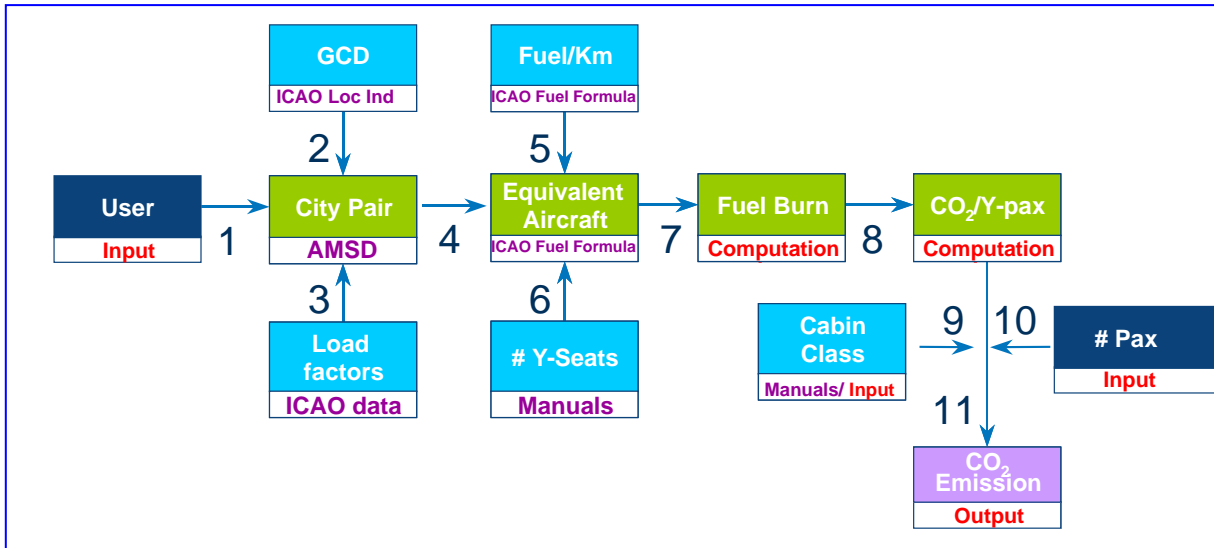 GCD
ICAO Loc Ind
Fuel/Km
ICAO Fuel Formula
2
5
User
Input
1
City Pair
AMSD
4
Equivalent
Aircraft
ICAO Fuel Formula
7
Fuel Burn
Computation
8
CO₂/Y-pax
Computation
3
6
Load
factors
ICAO data
# Y-Seats
Manuals
Cabin
Class
Manuals/ Input
9
10
# Pax
Input
11
CO₂
Emission
Output